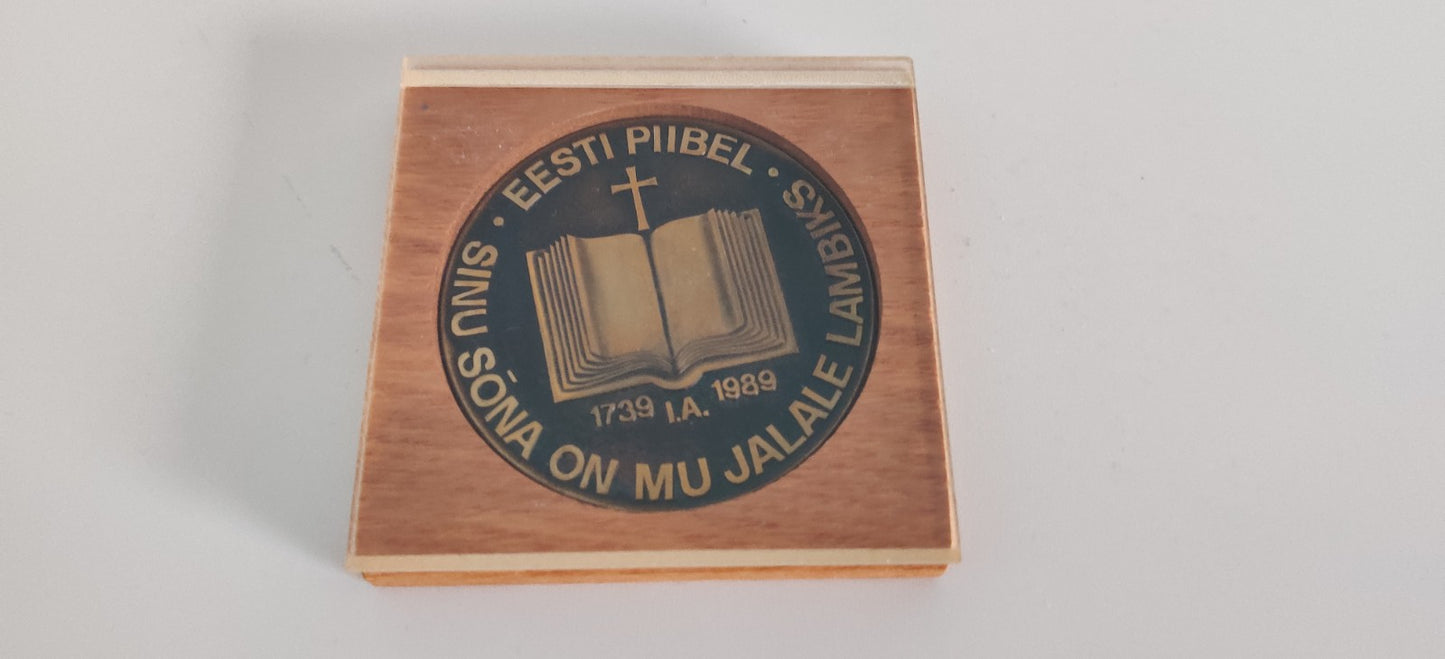 EESTI PIIBEL
SINU SÕNA ON MU JALALE LAMBIKS
1739 I.A. 1989